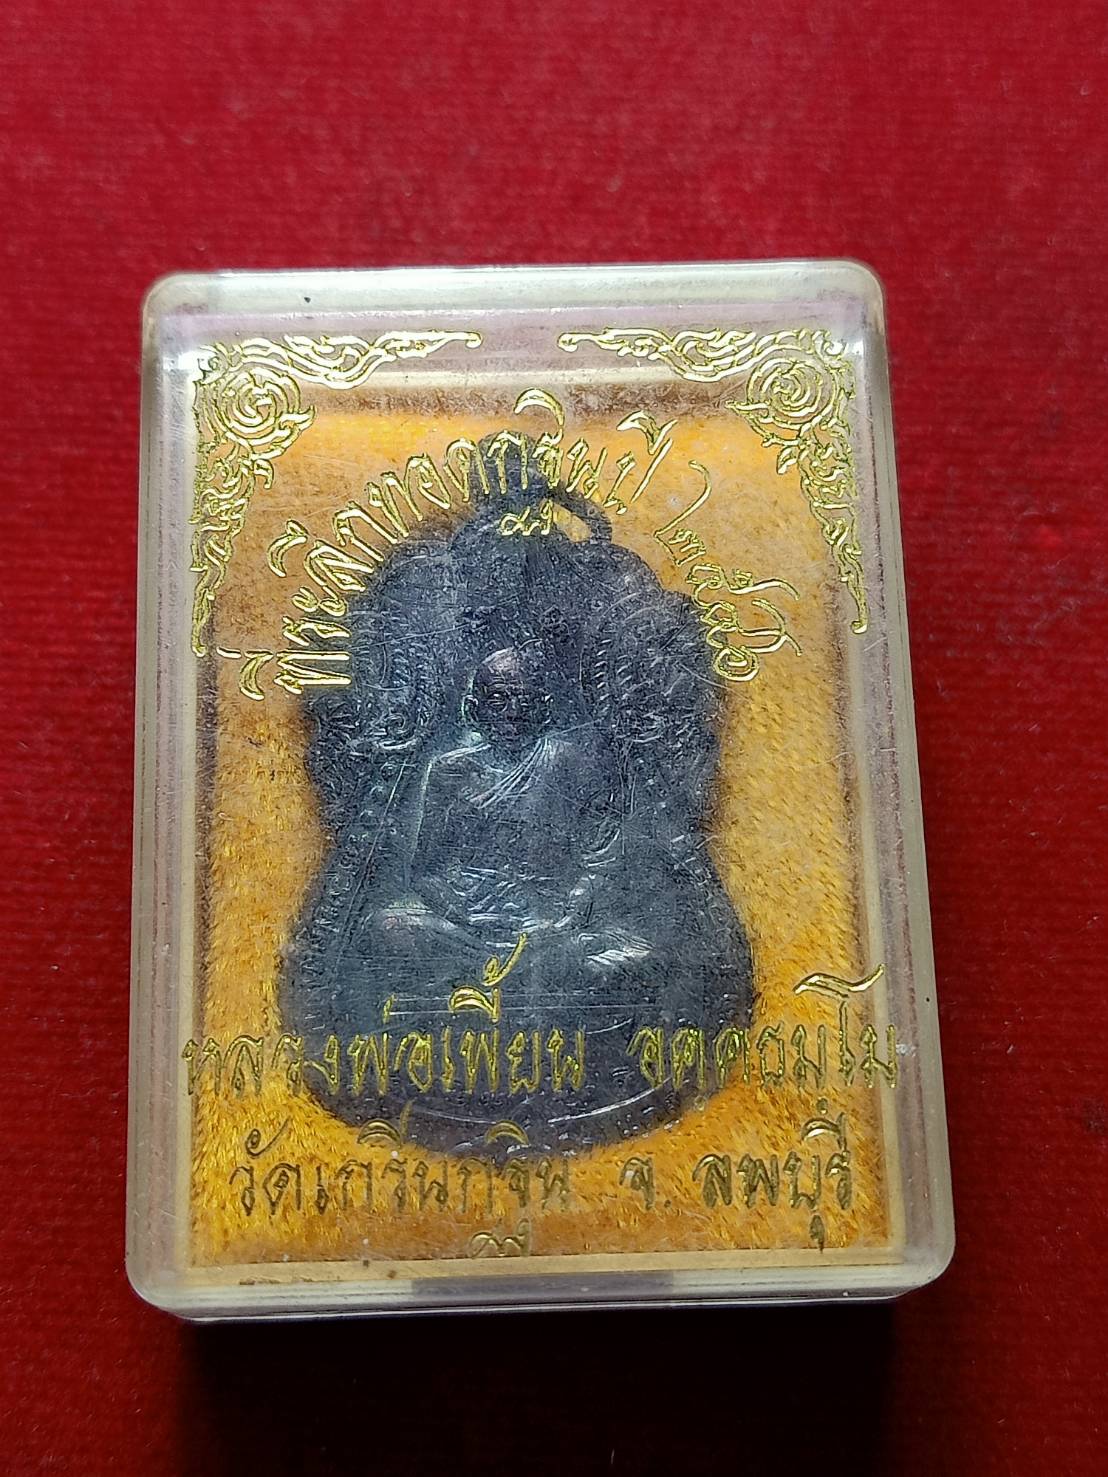 ที่ระลึกทอดกฐินปี๒๕๕๖
หลวงพ่อเพี้ยน อคฺคธมฺโม
วัดเกริ่นกฐิน จ. ลพบุรี